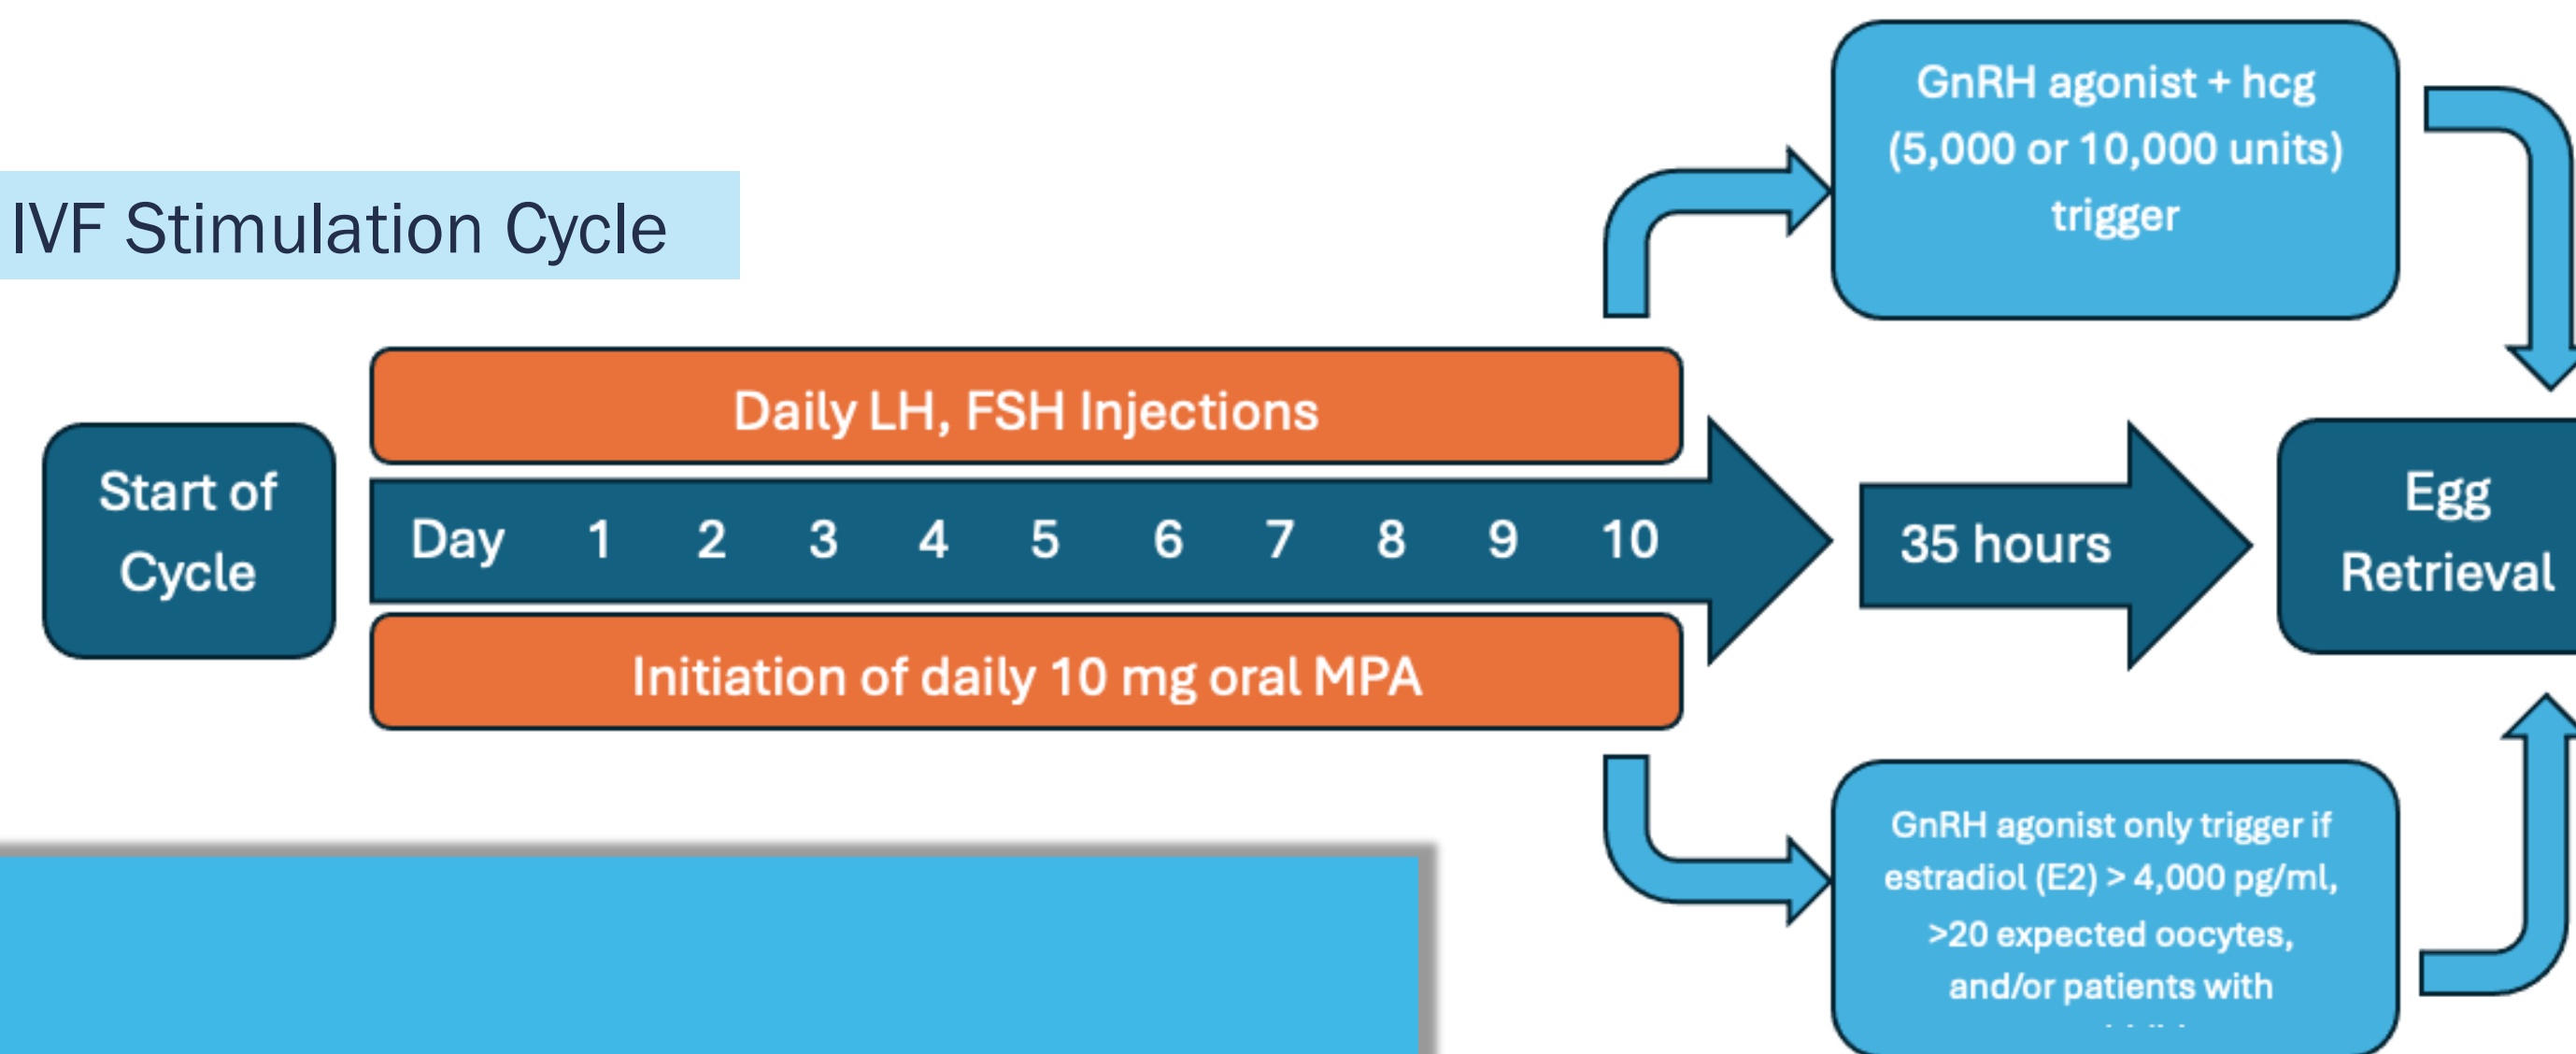 IVF Stimulation Cycle
GnRH agonist + hcg
(5,000 or 10,000 units)
trigger
Daily LH, FSH Injections
Start of
Cycle
Day 1 2 3 4 5 6 7 8 9 10
35 hours
Egg
Retrieval
Initiation of daily 10 mg oral MPA
GnRH agonist only trigger if
estradiol (E2) > 4,000 pg/ml,
>20 expected oocytes,
and/or patients with